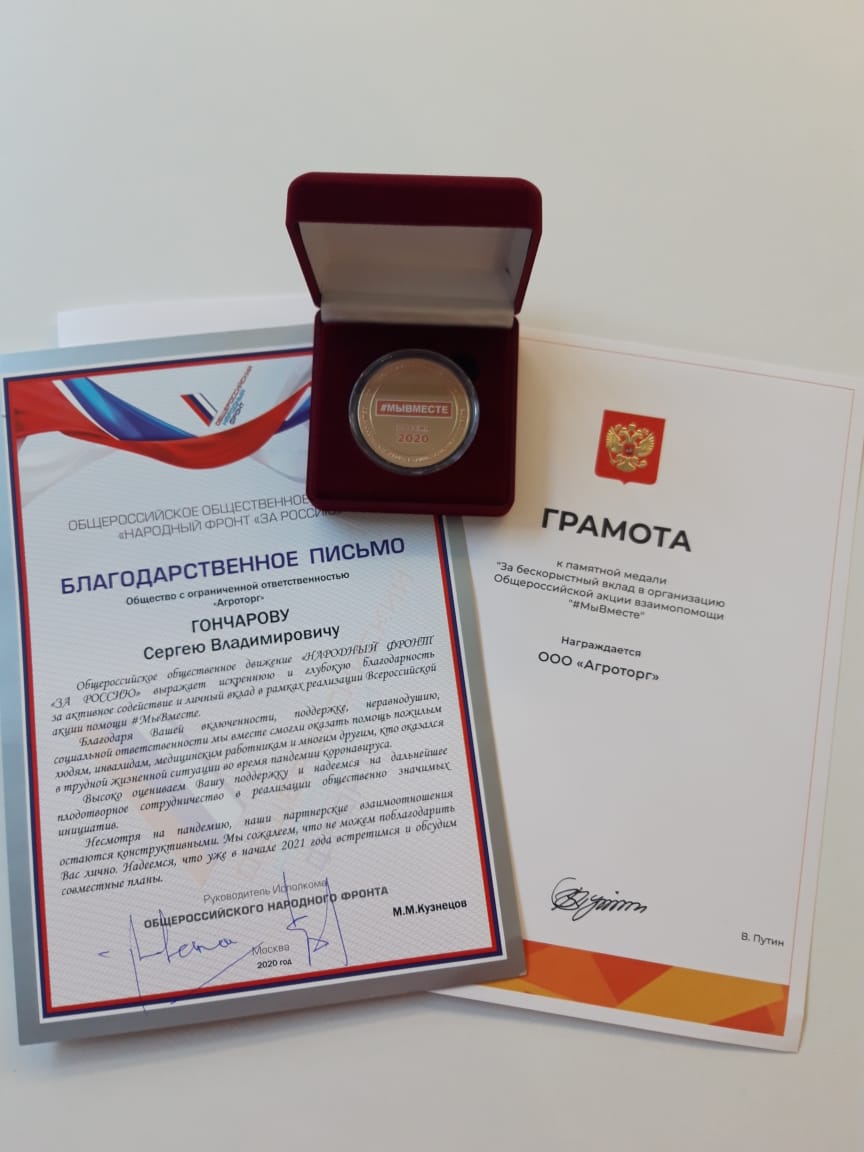 #МЫВМЕСТЕ
2020
ОБЩЕРОССИЙСКИЙ
НАРОДНЫЙ
ФРОНТ
ОБЩЕРОССИЙСКОЕ ОБЩЕСТВЕННОЕ
«НАРОДНЫЙ ФРОНТ «ЗА РОССИЮ»
БЛАГОДАРСТВЕННОЕ ПИСЬМО
Общество с ограниченной ответственностью
«Агроторг»
ГОНЧАРОВУ
Сергею Владимировичу
Общероссийское общественное движение «НАРОДНЫЙ ФРОНТ
«ЗА РОССИЮ» выражает искреннюю и глубокую благодарность
за активное содействие и личный вклад в рамках реализации Всероссийской
акции помощи #МыВместе.
Благодаря Вашей включенности, поддержке, неравнодушию,
социальной ответственности мы вместе смогли оказать помощь пожилым
людям, инвалидам, медицинским работникам и многим другим, кто оказался
в трудной жизненной ситуации во время пандемии коронавируса.
Высоко оцениваем Вашу поддержку и надеемся на дальнейшее
плодотворное сотрудничество в реализации общественно значимых
инициатив.
Несмотря на пандемию, наши партнерские взаимоотношения
остаются конструктивными. Мы сожалеем, что не можем поблагодарить
Вас лично. Надеемся, что уже в начале 2021 года встретимся и обсудим
совместные планы.
Руководитель Исполкома
ОБЩЕРОССИЙСКОГО НАРОДНОГО ФРОНТА
М.М.Кузнецов
Москва
2020 год
ГРАМОТА
к памятной медали
"За бескорыстный вклад в организацию
Общероссийской акции взаимопомощи
"#МыВместе"
Награждается
ООО «Агроторг»
В. Путин